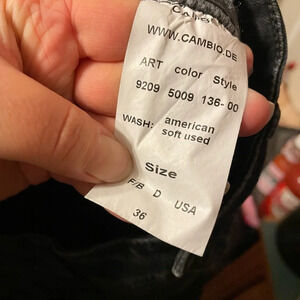 WWW.CAMBIO.DE
ART color Style
9209 5009 136-00
WASH: american
soft used
Size
F/B D USA
36